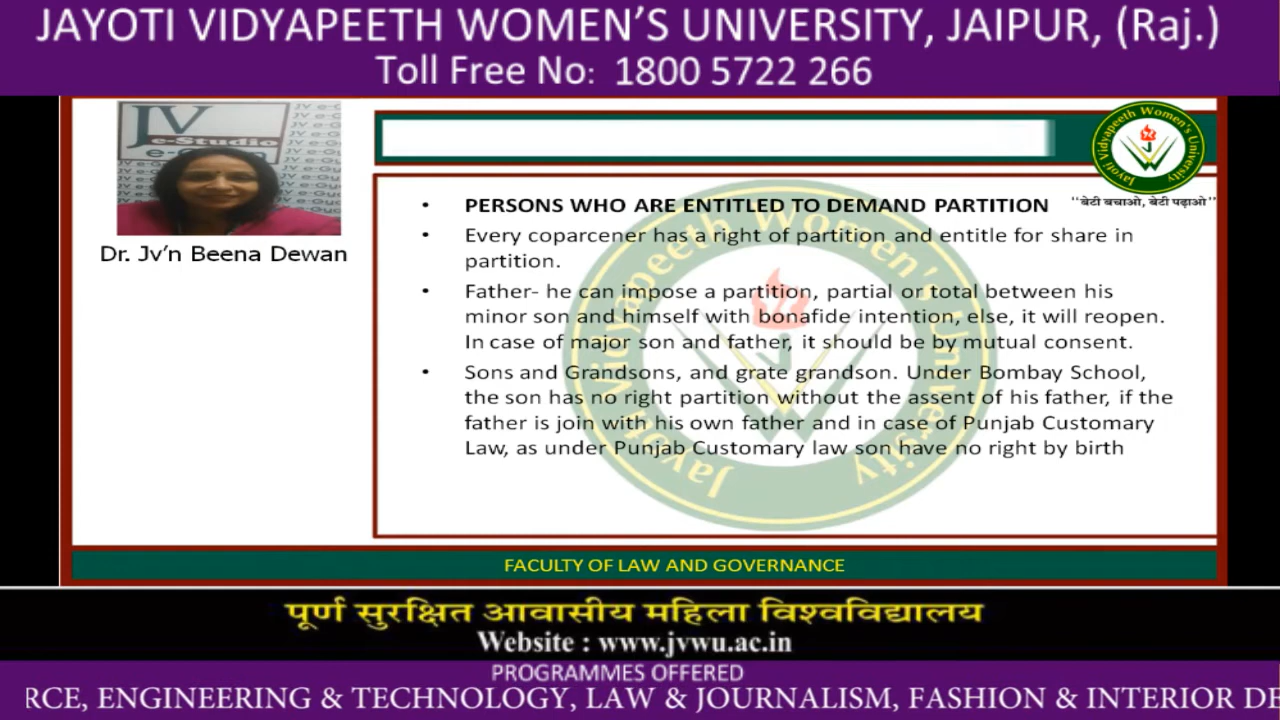 JAYOTI VIDYAPEETH WOMEN'S UNIVERSITY, JAIPUR, (Raj.)
Toll Free No: 1800 5722 266
JV
e-Studio
Dr. Jv'n Beena Dewan
Jayoti Vidyapeeth Women's University
"बेटी बचाओ, बेटी पढ़ाओ"
• PERSONS WHO ARE ENTITLED TO DEMAND PARTITION
• Every coparcener has a right of partition and entitle for share in
partition.
• Father- he can impose a partition, partial or total between his
minor son and himself with bonafide intention, else, it will reopen.
In case of major son and father, it should be by mutual consent.
• Sons and Grandsons, and grate grandson. Under Bombay School,
the son has no right partition without the assent of his father, if the
father is join with his own father and in case of Punjab Customary
Law, as under Punjab Customary law son have no right by birth
FACULTY OF LAW AND GOVERNANCE
पूर्ण सुरक्षित आवासीय महिला विश्वविद्यालय
Website : www.jvwu.ac.in
PROGRAMMES OFFERED
RCE, ENGINEERING & TECHNOLOGY, LAW & JOURNALISM, FASHION & INTERIOR DE